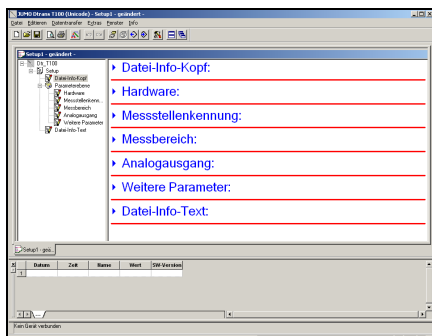 JUMO Dtrans T100 (Unicode) - Setup1 - geändert -
Datei Editieren Datentransfer Extras Fenster Info
Setup1 - geändert -
Dtr_T100
Setup
Datei-Info-Kopf
Parameterebene
Hardware
Messstellenkenn...
Messbereich
Analogausgang
Weitere Parameter
Datei-Info-Text
Datei-Info-Kopf:
Hardware:
Messstellenkennung:
Messbereich:
Analogausgang:
Weitere Parameter:
Datei-Info-Text:
Setup1 - geä...
Datum Zeit Name Wert SW-Version
1
Kein Gerät verbunden